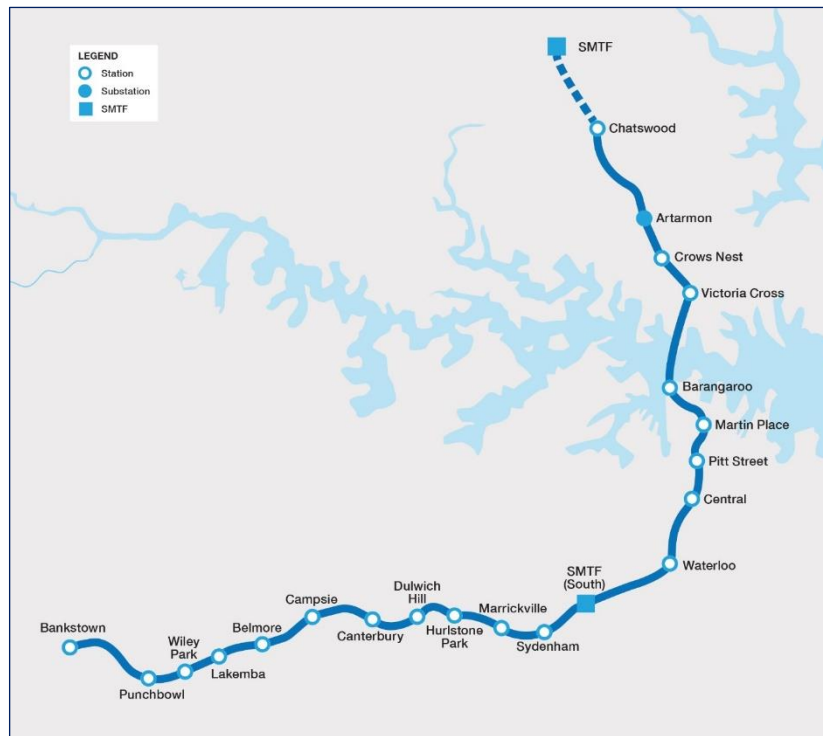 LEGEND
Station
Substation
SMTF
SMTF
Chatswood
Artarmon
Crows Nest
Victoria Cross
Barangaroo
Martin Place
Pitt Street
Central
Waterloo
SMTF
(South)
Sydenham
Marrickville
Hurlstone
Park
Dulwich
Hill
Canterbury
Campsie
Belmore
Lakemba
Wiley
Park
Punchbowl
Bankstown